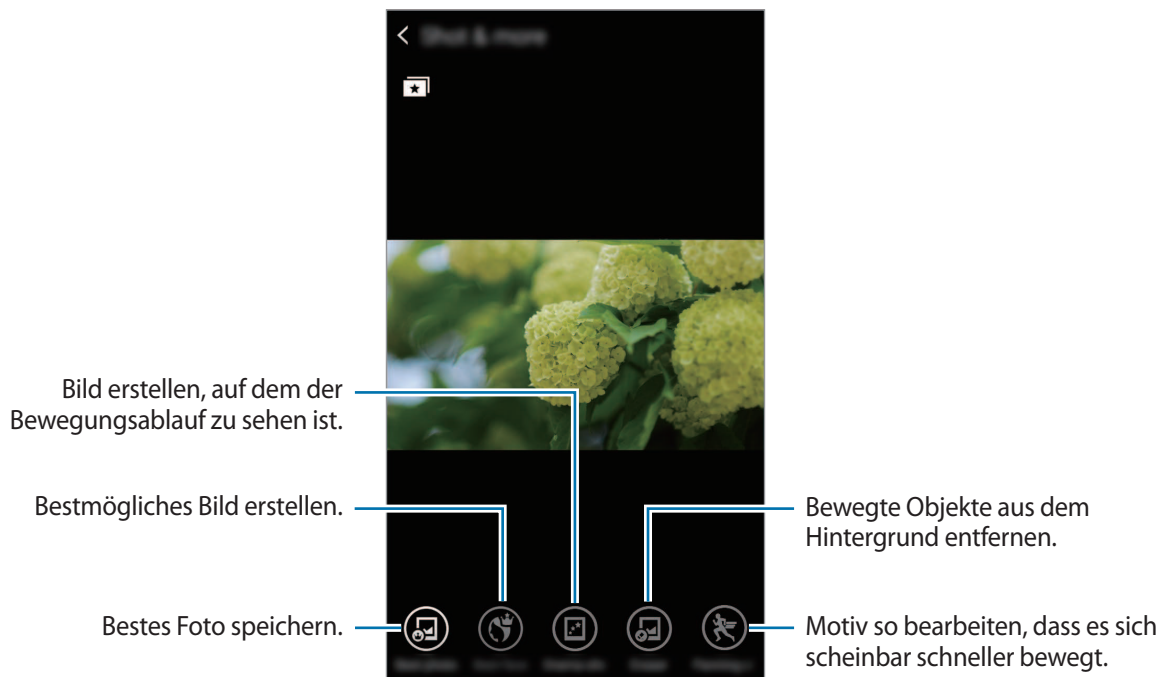 Bild erstellen, auf dem der
Bewegungsablauf zu sehen ist.
Bestmögliches Bild erstellen.
Bestes Foto speichern.
Bewegte Objekte aus dem
Hintergrund entfernen.
Motiv so bearbeiten, dass es sich
scheinbar schneller bewegt.